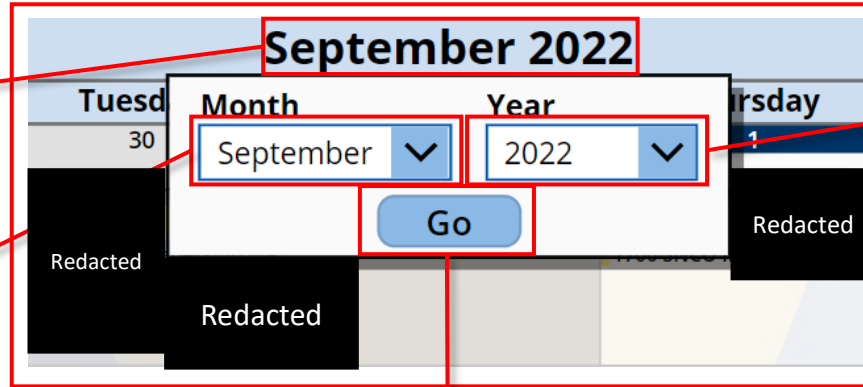 September 2022
Tuesd
rsday
Month Year
30
1
September 2022
Go
Redacted
Redacted
Redacted